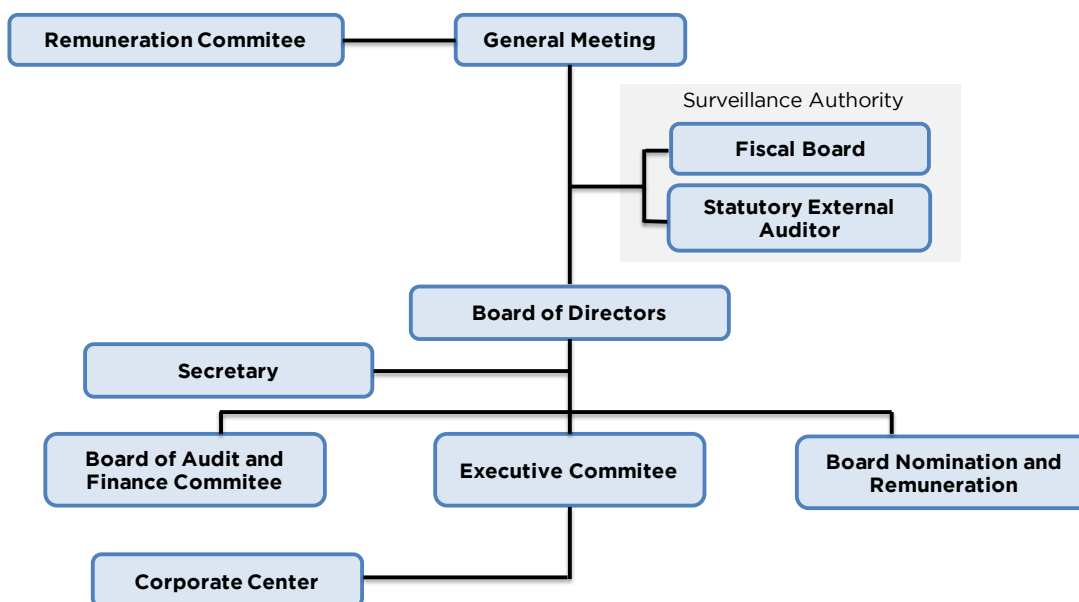 Remuneration Commitee
General Meeting
Surveillance Authority
Fiscal Board
Statutory External
Auditor
Board of Directors
Secretary
Board of Audit and
Finance Commitee
Executive Commitee
Board Nomination and
Remuneration
Corporate Center